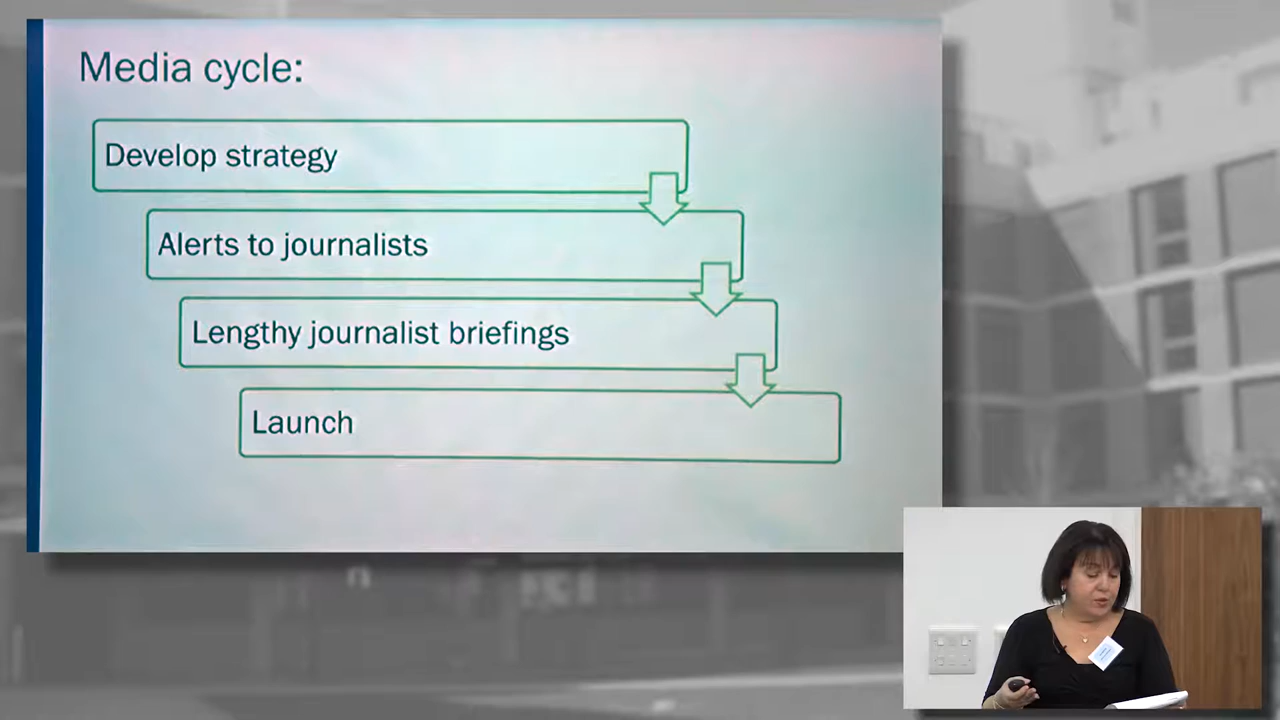 Media cycle:
Develop strategy
Alerts to journalists
Lengthy journalist briefings
Launch